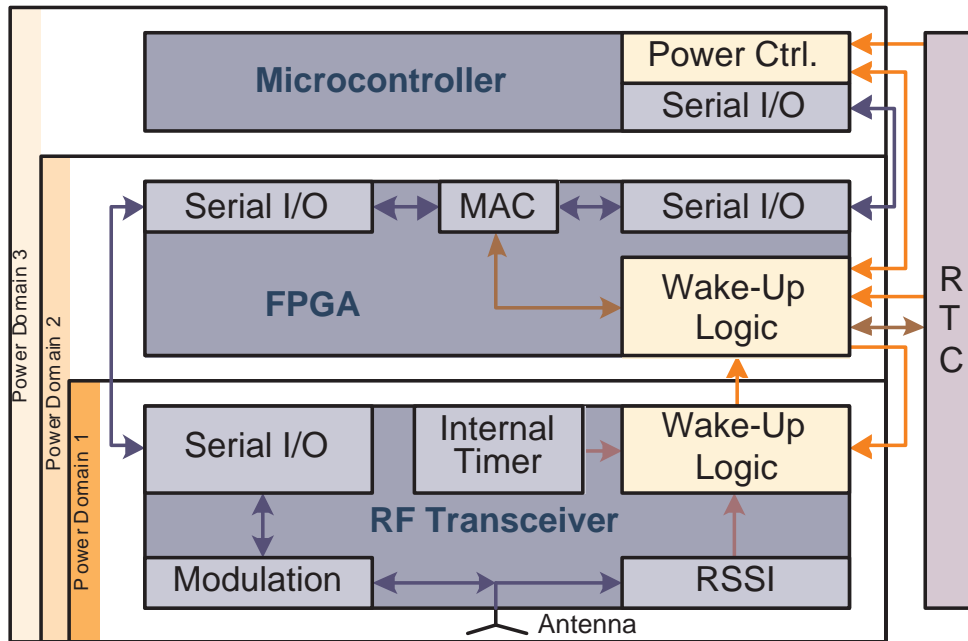 Power Ctrl.
Microcontroller
Serial I/O
Serial I/O
MAC
Serial I/O
FPGA
Wake-Up
Logic
RTC
Power Domain 3
Power Domain 2
Power Domain 1
Serial I/O
Internal
Timer
Wake-Up
Logic
RF Transceiver
Modulation
RSSI
Antenna